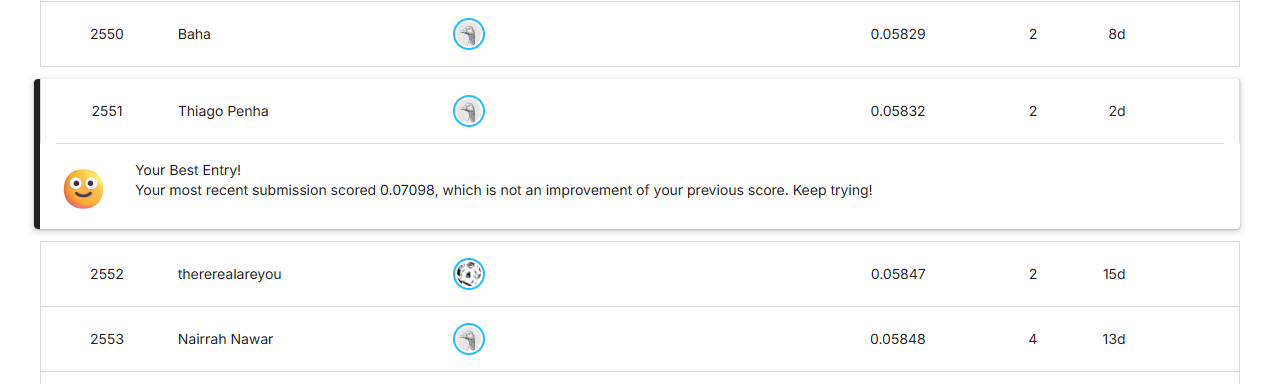 2550 Baha 0.05829 2 8d
2551 Thiago Penha 0.05832 2 2d
Your Best Entry!
Your most recent submission scored 0.07098, which is not an improvement of your previous score. Keep trying!
2552 thererealareyou 0.05847 2 15d
2553 Nairrah Nawar 0.05848 4 13d